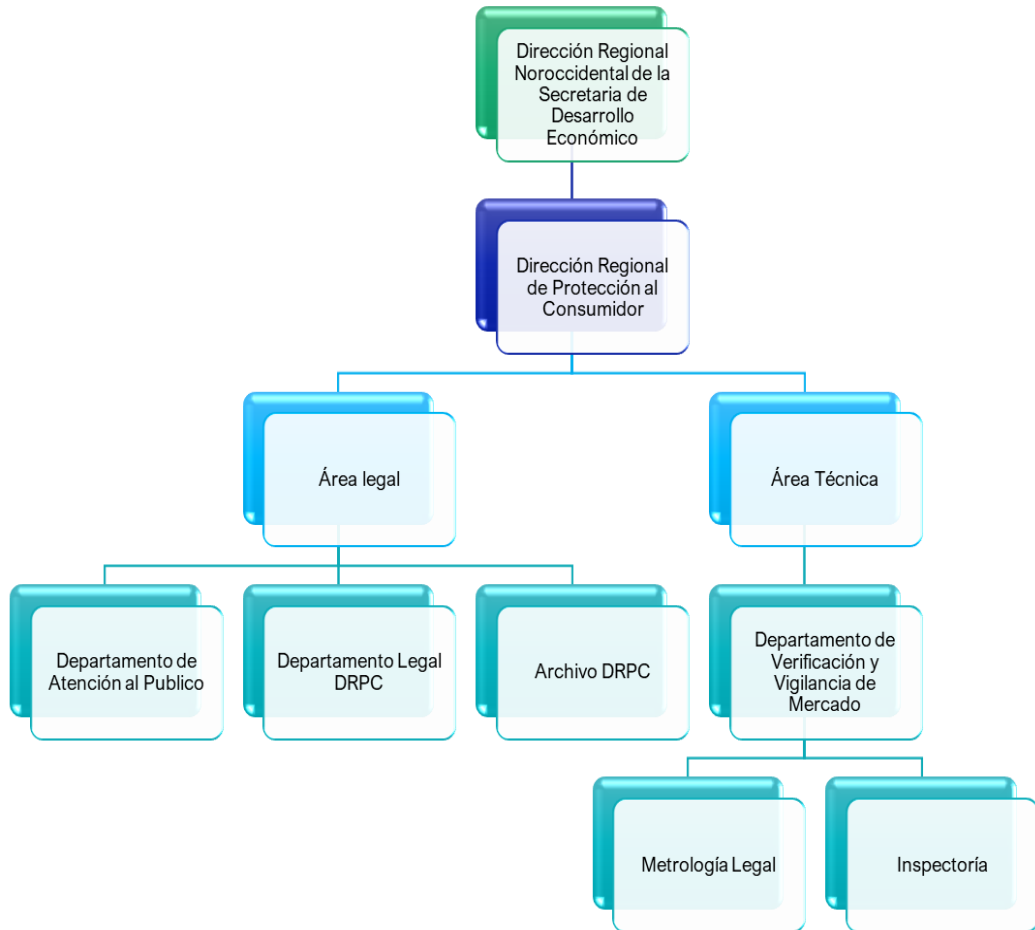 Dirección Regional
Noroccidental de la
Secretaria de
Desarrollo
Económico
Dirección Regional
de Protección al
Consumidor
Área legal
Área Técnica
Departamento de
Atención al Publico
Departamento Legal
DRPC
Archivo DRPC
Departamento de
Verificación y
Vigilancia de
Mercado
Metrología Legal
Inspectoría